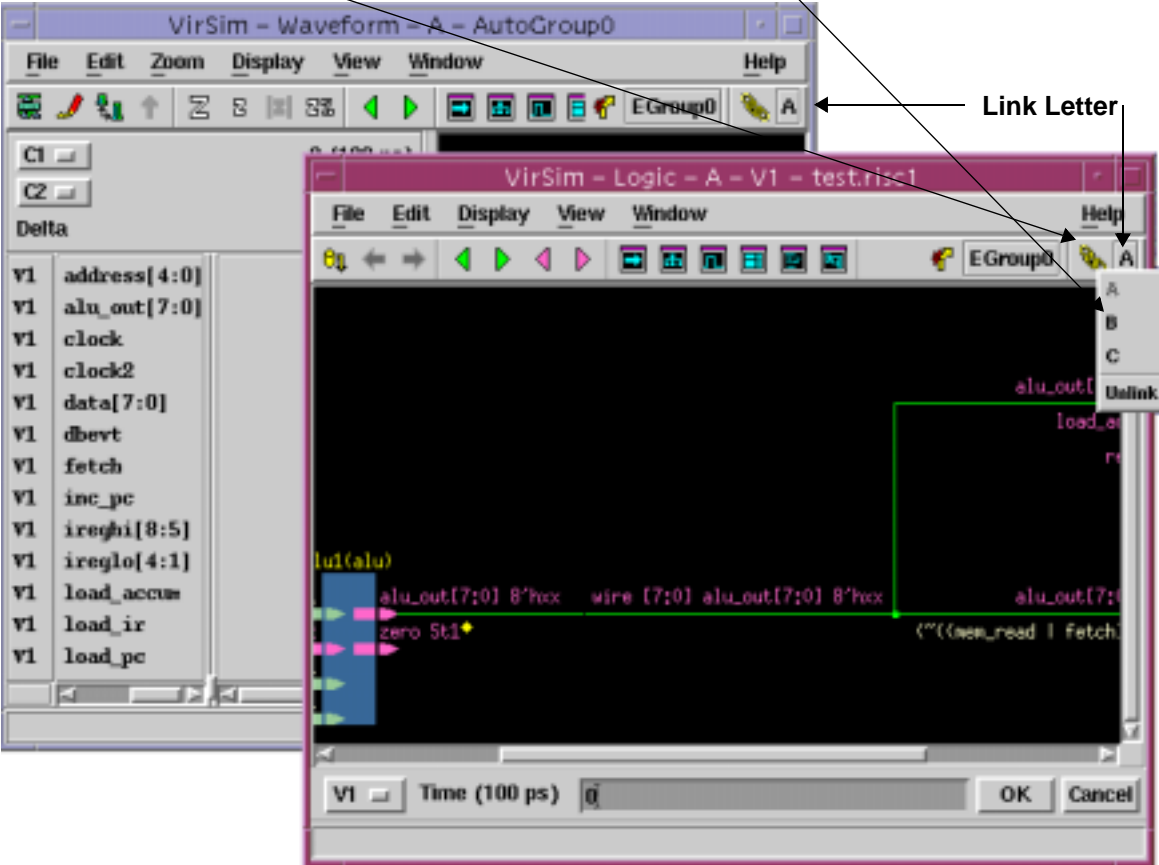 VirSim – Waveform – A – AutoGroup0
File Edit Zoom Display View Window Help
EGroup0 A
Link Letter
C1
C2
Delta
V1 address[4:0]
V1 alu_out[7:0]
V1 clock
V1 clock2
V1 data[7:0]
V1 dbevt
V1 fetch
V1 inc_pc
V1 ireghi[8:5]
V1 ireglo[4:1]
V1 load_accum
V1 load_ir
V1 load_pc
VirSim – Logic – A – V1 – test.risc1
File Edit Display View Window Help
EGroup0 A
A
B
C
Unlink
alu_out[
load_a
re
lu1(alu)
alu_out[7:0] 8'hxx wire [7:0] alu_out[7:0] 8'hxx alu_out[7:
zero St1 (~((mem_read | fetch
V1 Time (100 ps) 0 OK Cancel